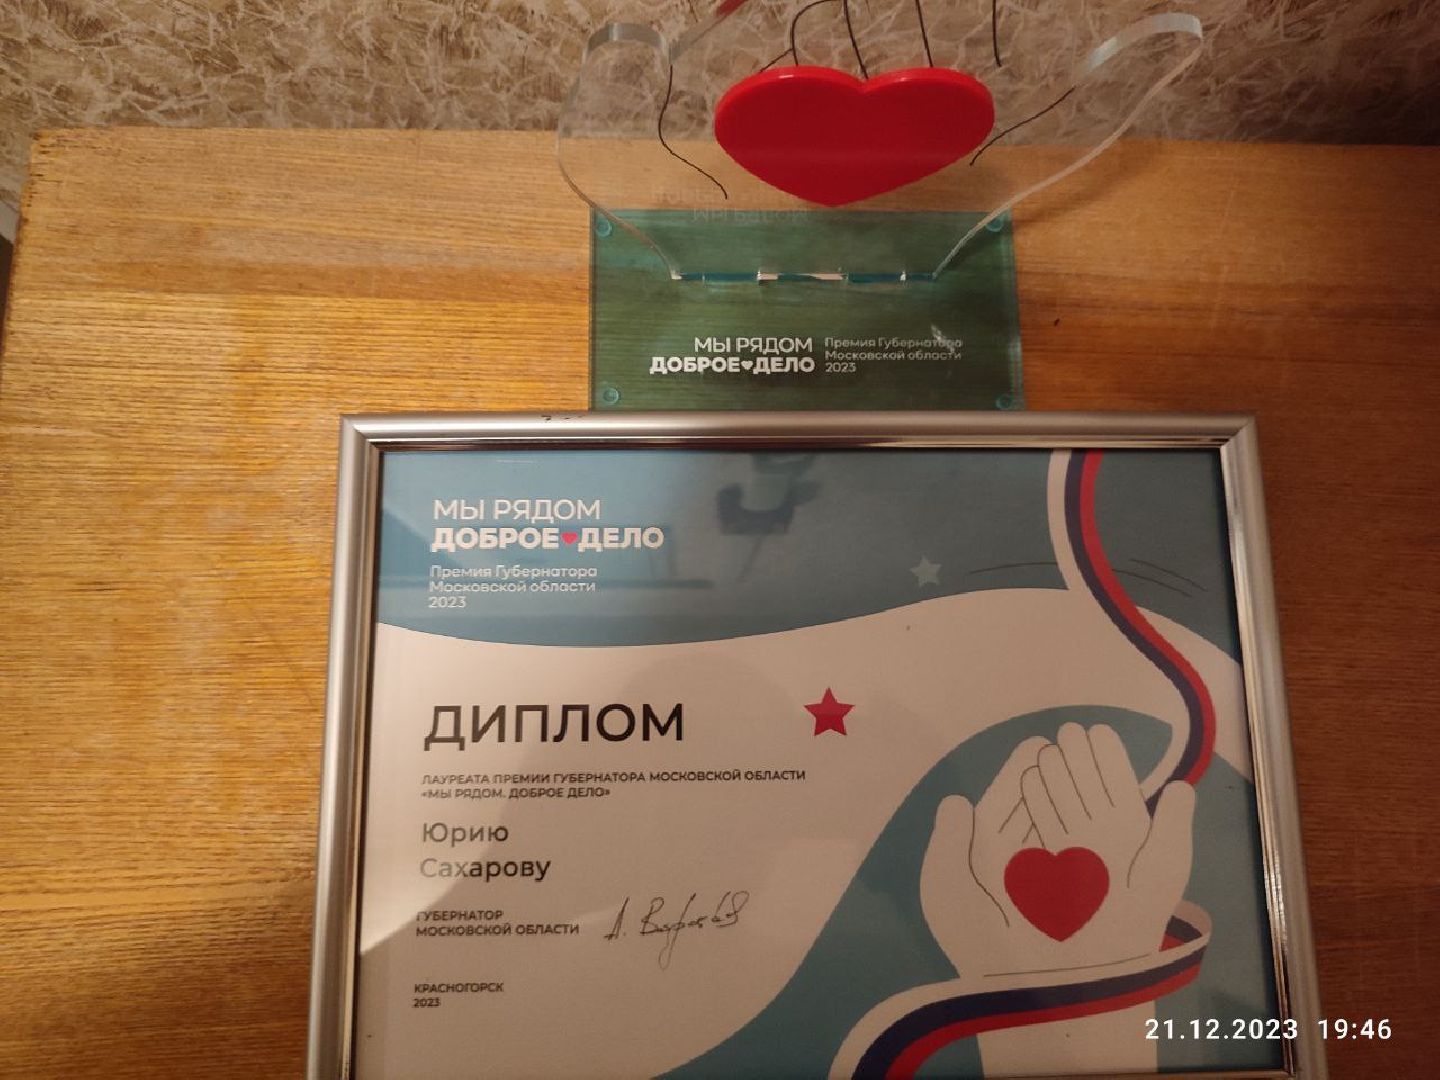 МЫ РЯДОМ
ДОБРОЕ ДЕЛО
Премия Губернатора
Московской области
2023
МЫ РЯДОМ
ДОБРОЕ ДЕЛО
Премия Губернатора
Московской области
2023
ДИПЛОМ
ЛАУРЕАТА ПРЕМИИ ГУБЕРНАТОРА МОСКОВСКОЙ ОБЛАСТИ
«МЫ РЯДОМ. ДОБРОЕ ДЕЛО»
Юрию
Сахарову
ГУБЕРНАТОР
МОСКОВСКОЙ ОБЛАСТИ
КРАСНОГОРСК
2023
21.12.2023 19:46